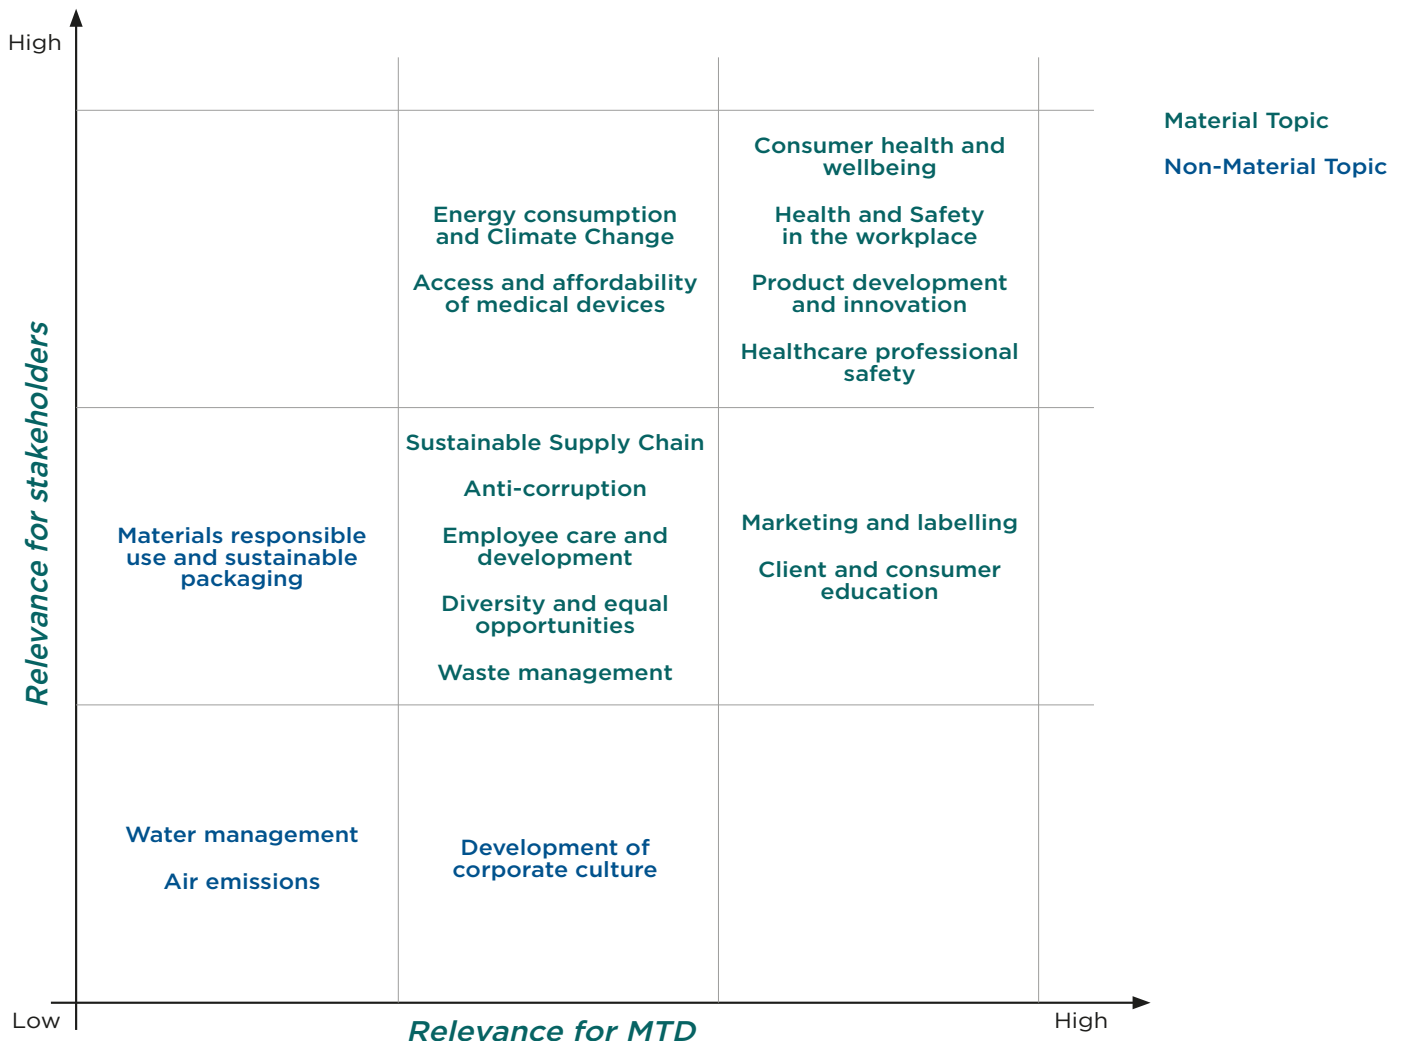 High
Material Topic
Non-Material Topic
Energy consumption
and Climate Change
Access and affordability
of medical devices
Consumer health and
wellbeing
Health and Safety
in the workplace
Product development
and innovation
Healthcare professional
safety
Relevance for stakeholders
Materials responsible
use and sustainable
packaging
Sustainable Supply Chain
Anti-corruption
Employee care and
development
Diversity and equal
opportunities
Waste management
Marketing and labelling
Client and consumer
education
Water management
Air emissions
Development of
corporate culture
Low
Relevance for MTD
High